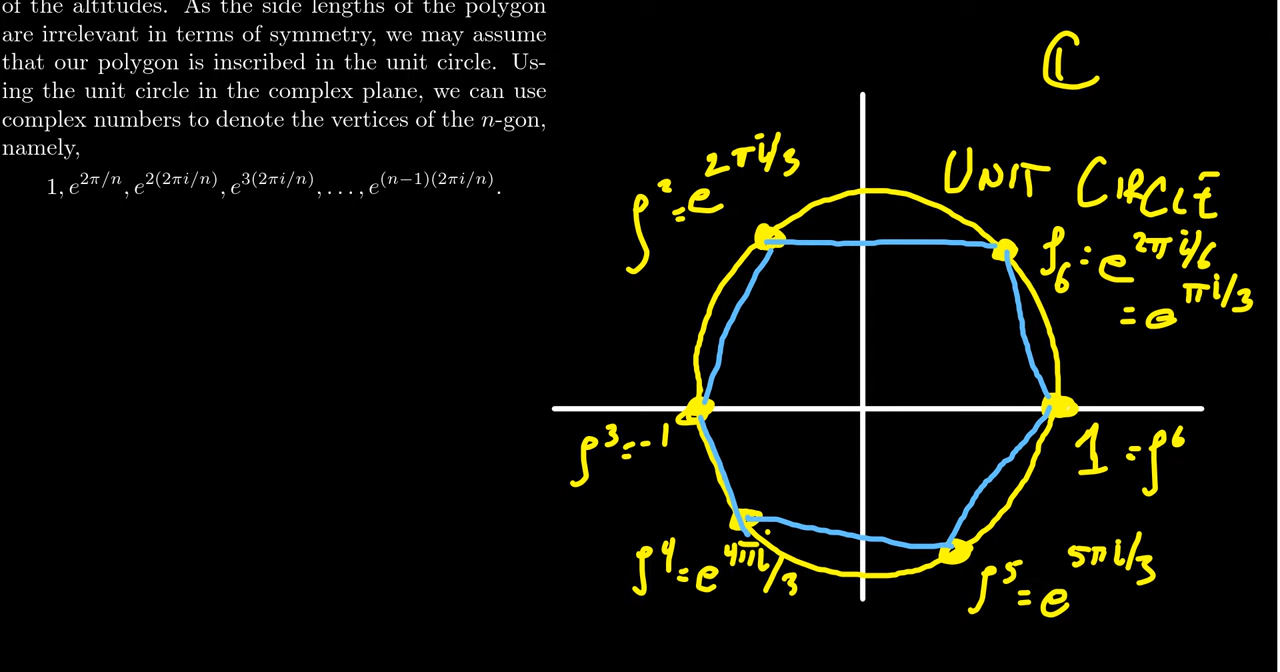 of the altitudes. As the side lengths of the polygon
are irrelevant in terms of symmetry, we may assume
that our polygon is inscribed in the unit circle. Us-
ing the unit circle in the complex plane, we can use
complex numbers to denote the vertices of the n-gon,
namely,
1, e^{2π/n}, e^{2(2πi/n)}, e^{3(2πi/n)}, . . . , e^{(n−1)(2πi/n)}.
ℂ
UNIT CIRCLE
ρ² = e^{2πi/3}
ρ₆ = e^{2πi/6}
= e^{πi/3}
ρ³ = -1
1 = ρ⁶
ρ⁴ = e^{4πi/3}
ρ⁵ = e^{5πi/3}